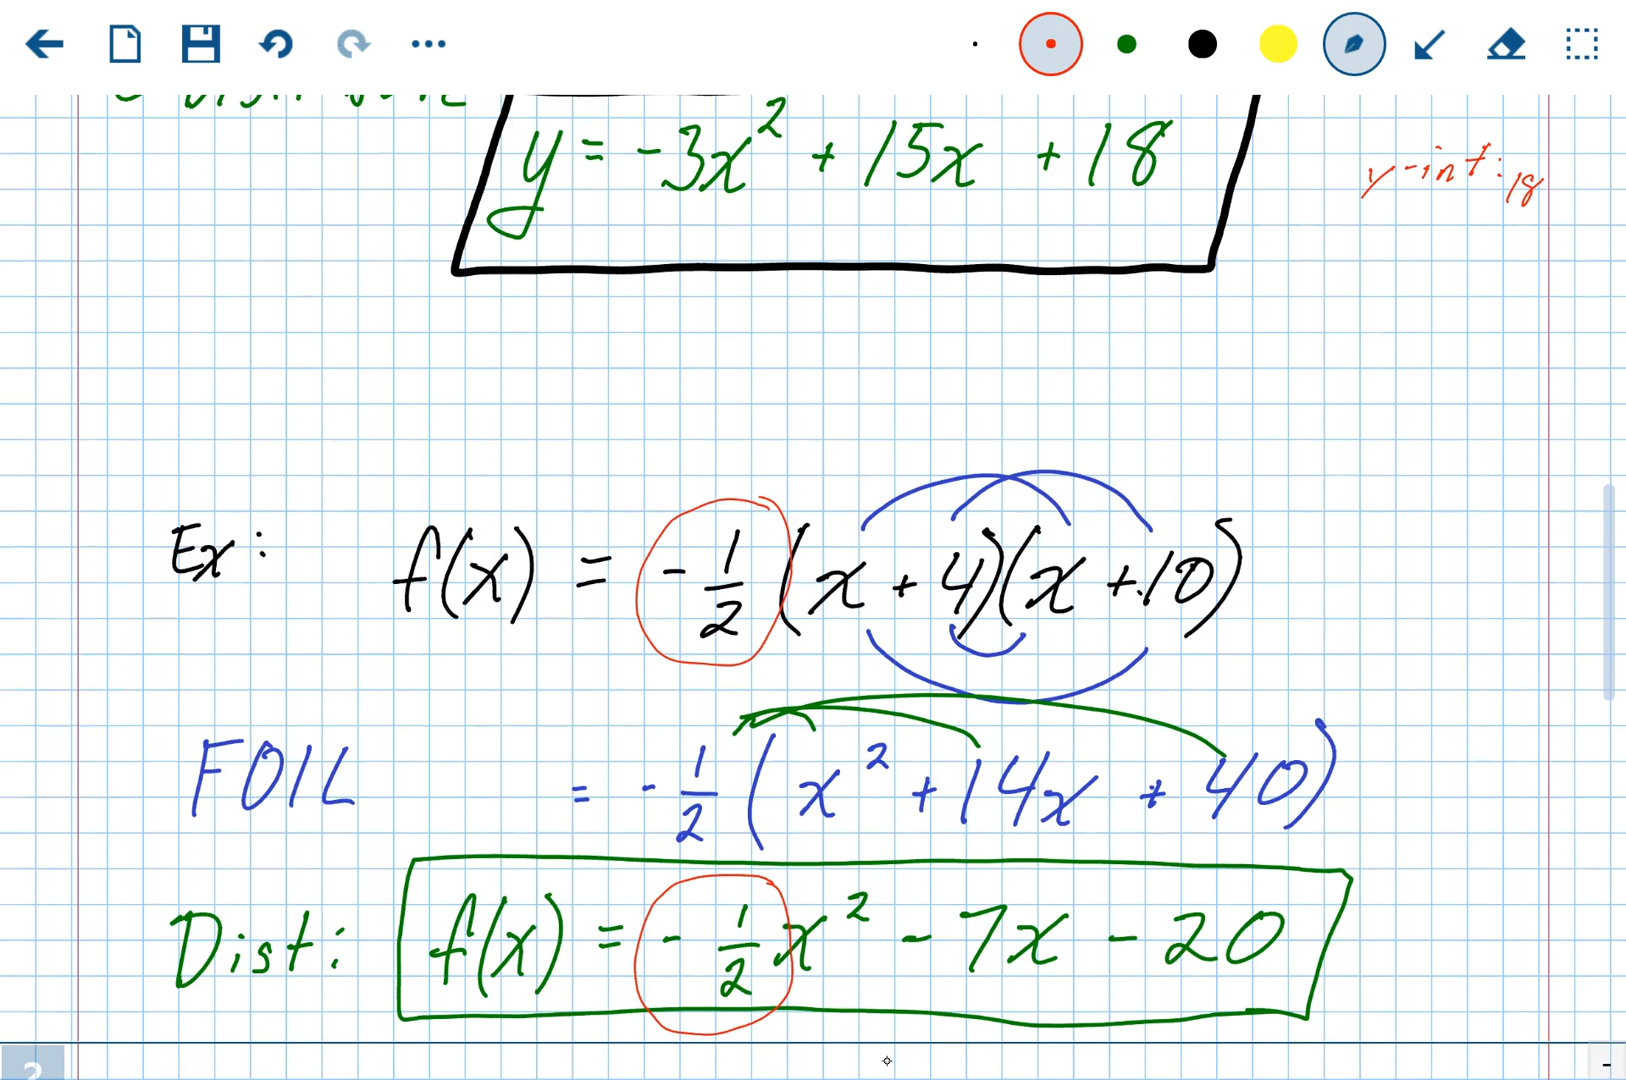 y = -3x² + 15x + 18
y-int: 18
Ex: f(x) = -1/2 (x + 4)(x + 10)
FOIL = -1/2 (x² + 14x + 40)
Dist: f(x) = -1/2 x² - 7x - 20
2